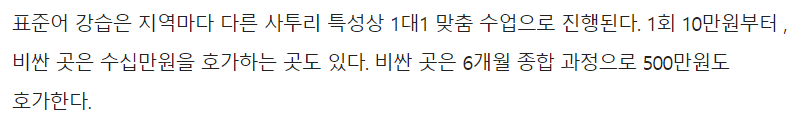 표준어 강습은 지역마다 다른 사투리 특성상 1대1 맞춤 수업으로 진행된다. 1회 10만원부터 ,
비싼 곳은 수십만원을 호가하는 곳도 있다. 비싼 곳은 6개월 종합 과정으로 500만원도
호가한다.